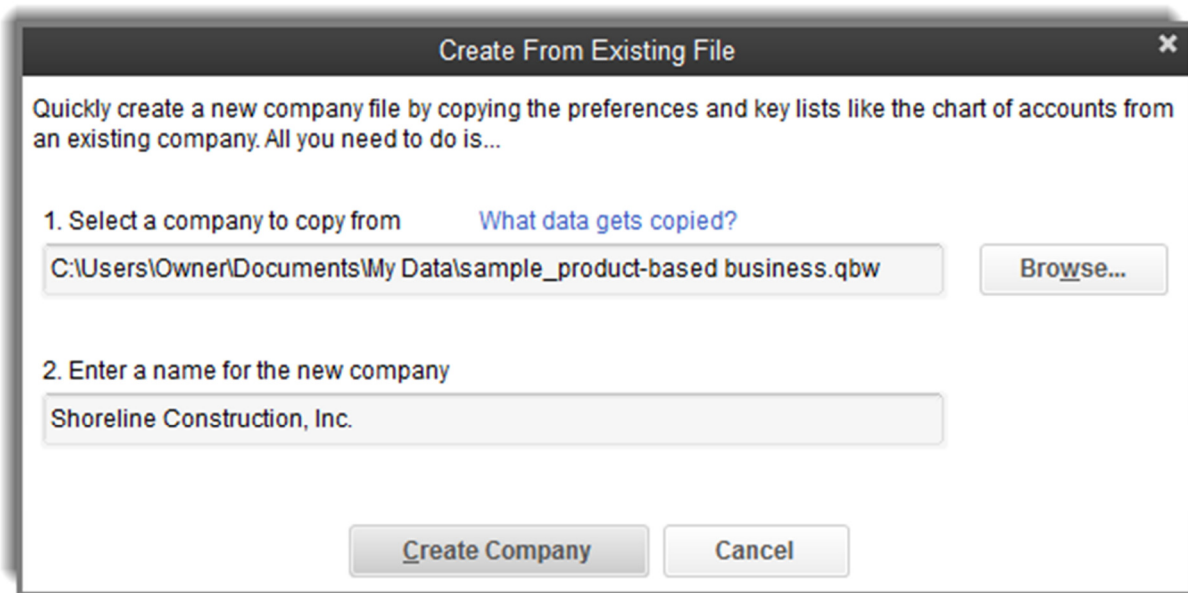 Create From Existing File
Quickly create a new company file by copying the preferences and key lists like the chart of accounts from
an existing company. All you need to do is...
1. Select a company to copy from What data gets copied?
C:\Users\Owner\Documents\My Data\sample_product-based business.qbw Browse...
2. Enter a name for the new company
Shoreline Construction, Inc.
Create Company Cancel